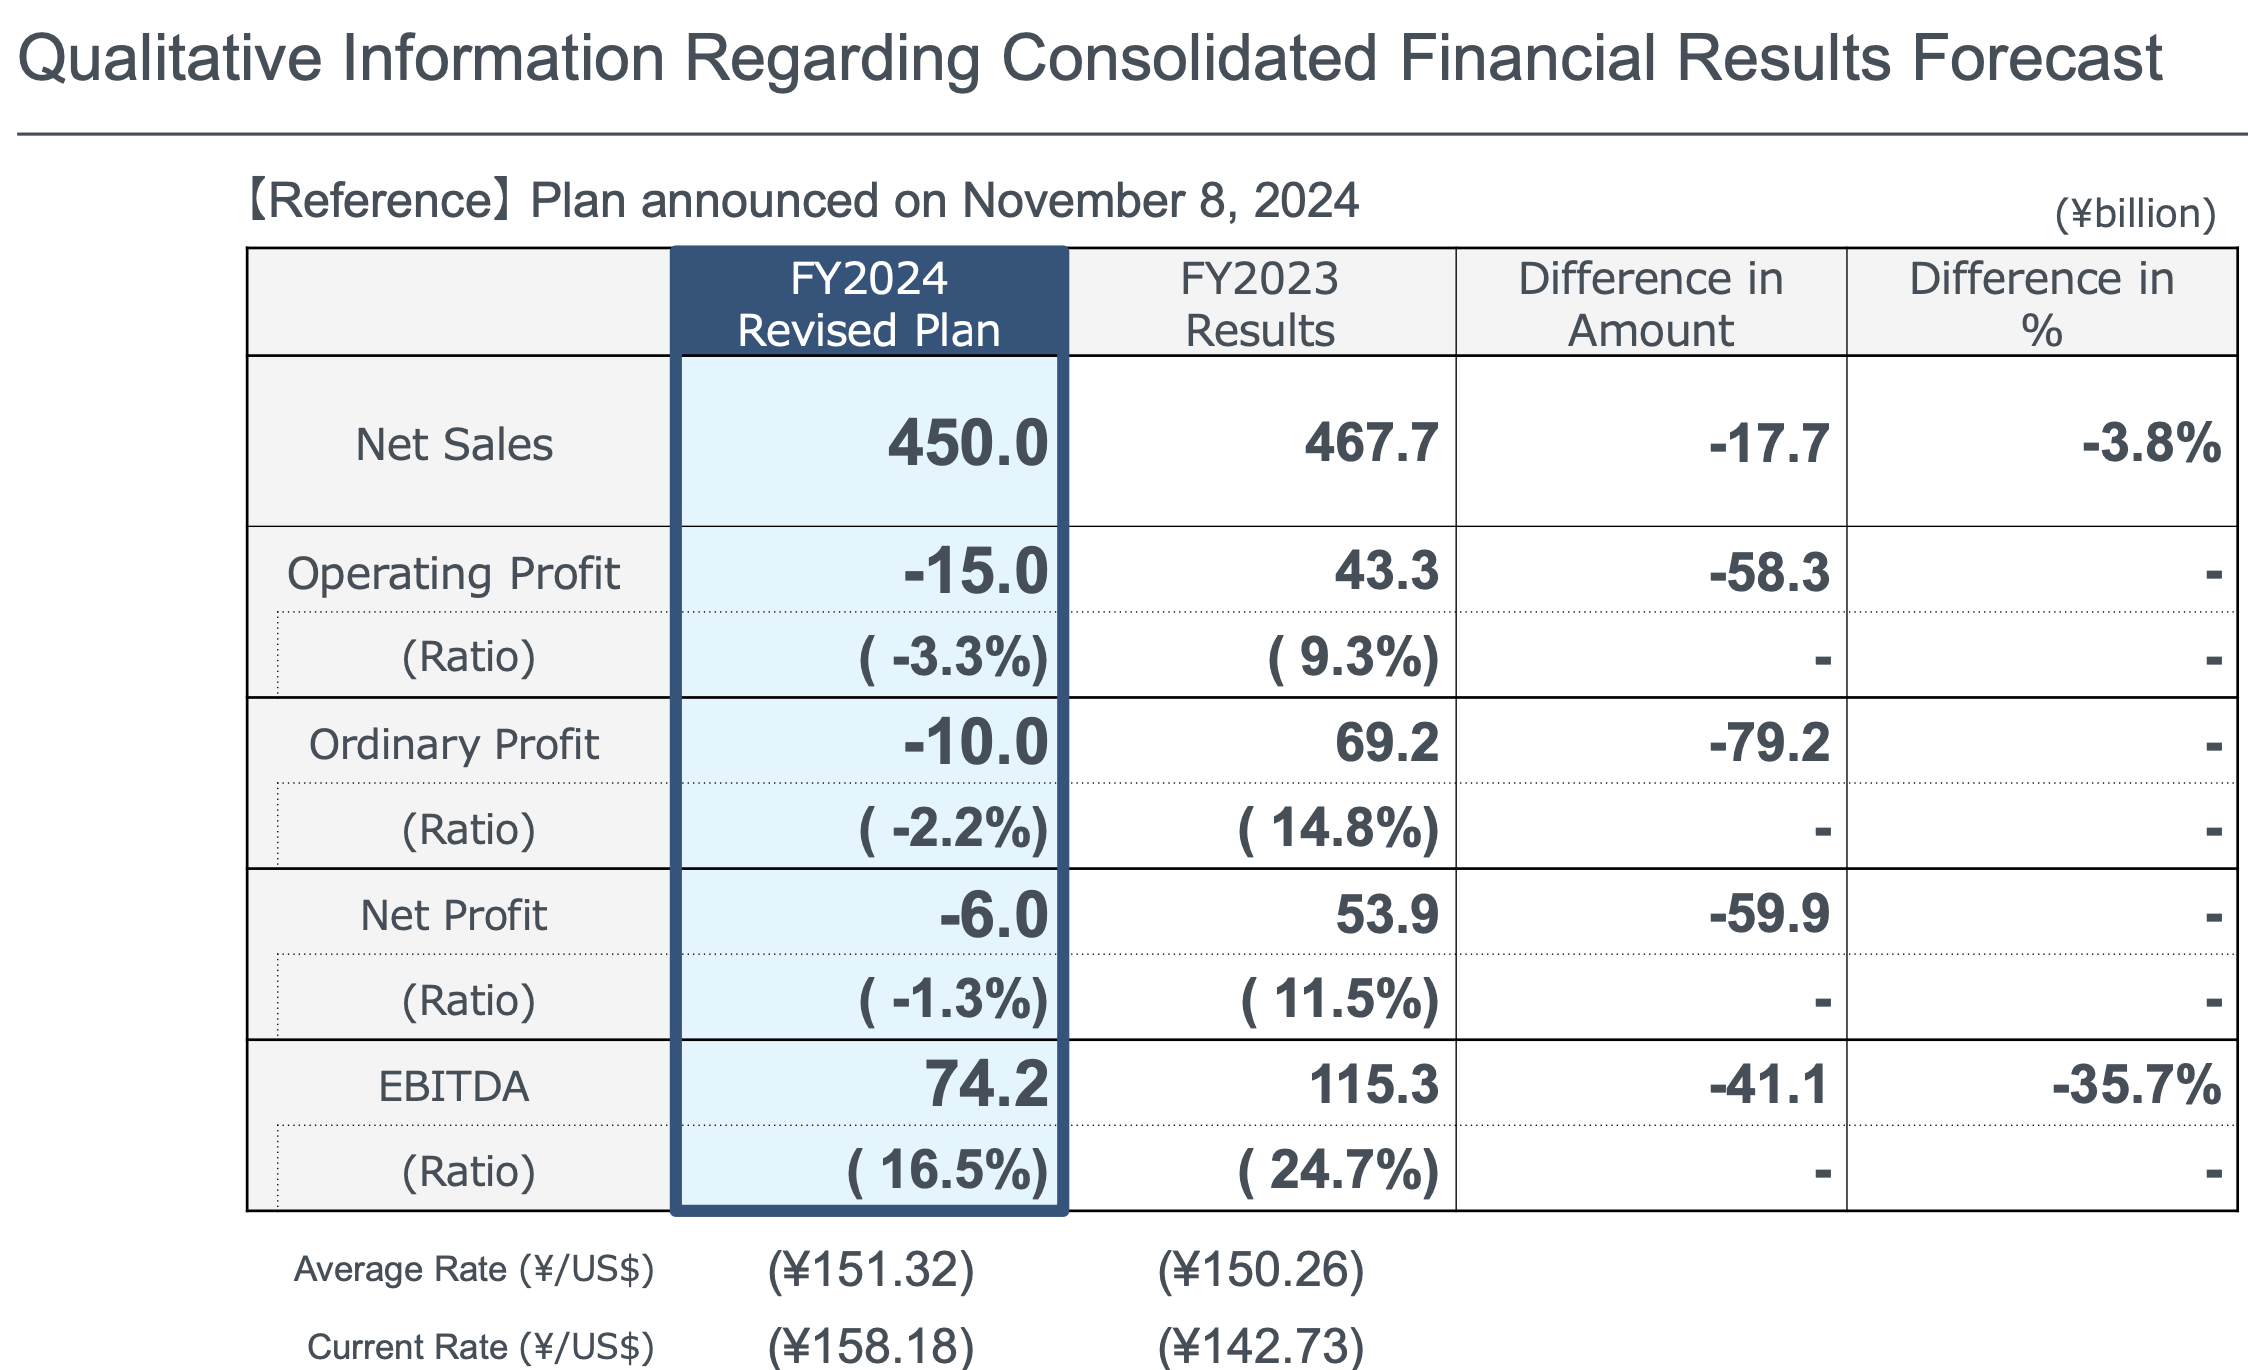 Qualitative Information Regarding Consolidated Financial Results Forecast
【Reference】 Plan announced on November 8, 2024
(¥billion)
FY2024 Revised Plan FY2023 Results Difference in Amount Difference in %
Net Sales 450.0 467.7 -17.7 -3.8%
Operating Profit -15.0 43.3 -58.3 -
(Ratio) ( -3.3%) ( 9.3%) - -
Ordinary Profit -10.0 69.2 -79.2 -
(Ratio) ( -2.2%) ( 14.8%) - -
Net Profit -6.0 53.9 -59.9 -
(Ratio) ( -1.3%) ( 11.5%) - -
EBITDA 74.2 115.3 -41.1 -35.7%
(Ratio) ( 16.5%) ( 24.7%) - -
Average Rate (¥/US$) (¥151.32) (¥150.26)
Current Rate (¥/US$) (¥158.18) (¥142.73)